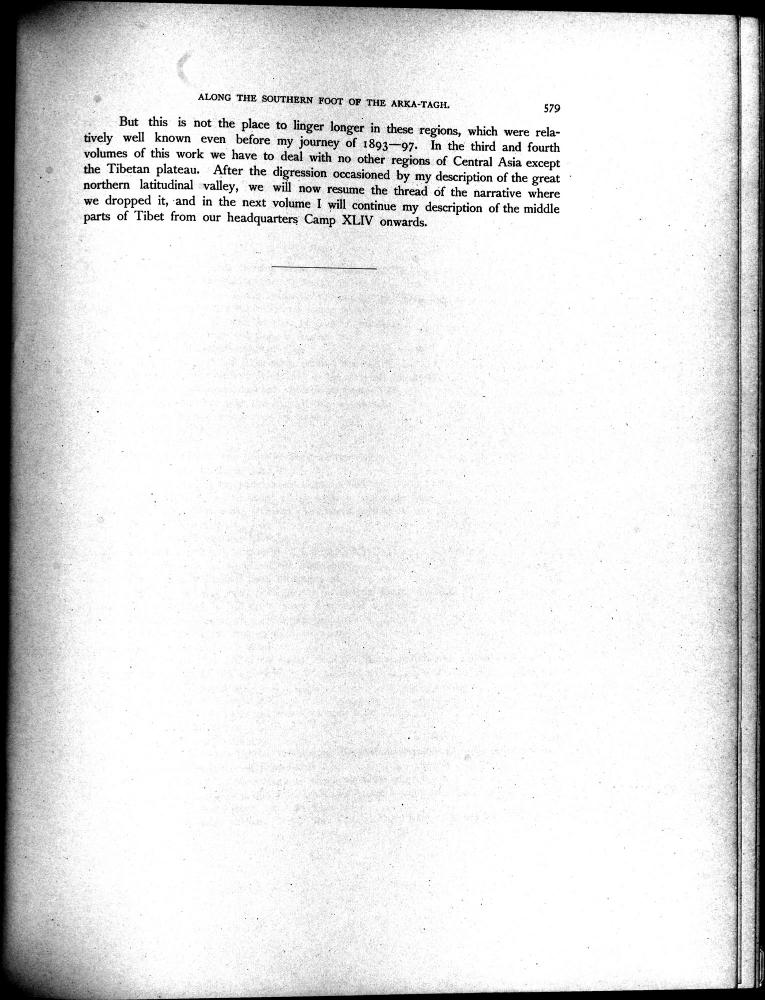 ALONG THE SOUTHERN FOOT OF THE ARKA-TAGH. 579
But this is not the place to linger longer in these regions, which were rela-
tively well known even before my journey of 1893—97. In the third and fourth
volumes of this work we have to deal with no other regions of Central Asia except
the Tibetan plateau. After the digression occasioned by my description of the great
northern latitudinal valley, we will now resume the thread of the narrative where
we dropped it, and in the next volume I will continue my description of the middle
parts of Tibet from our headquarters Camp XLIV onwards.